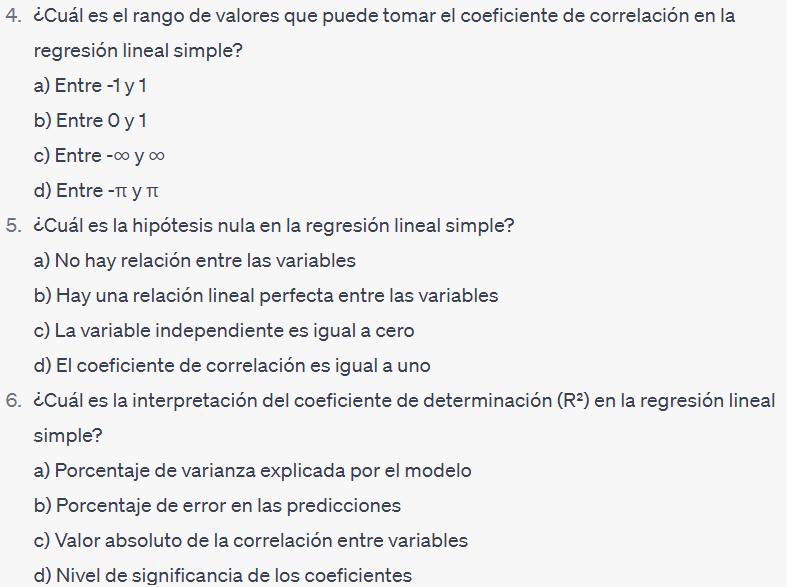 4. ¿Cuál es el rango de valores que puede tomar el coeficiente de correlación en la
regresión lineal simple?
a) Entre -1 y 1
b) Entre 0 y 1
c) Entre -∞ y ∞
d) Entre -π y π
5. ¿Cuál es la hipótesis nula en la regresión lineal simple?
a) No hay relación entre las variables
b) Hay una relación lineal perfecta entre las variables
c) La variable independiente es igual a cero
d) El coeficiente de correlación es igual a uno
6. ¿Cuál es la interpretación del coeficiente de determinación (R²) en la regresión lineal
simple?
a) Porcentaje de varianza explicada por el modelo
b) Porcentaje de error en las predicciones
c) Valor absoluto de la correlación entre variables
d) Nivel de significancia de los coeficientes